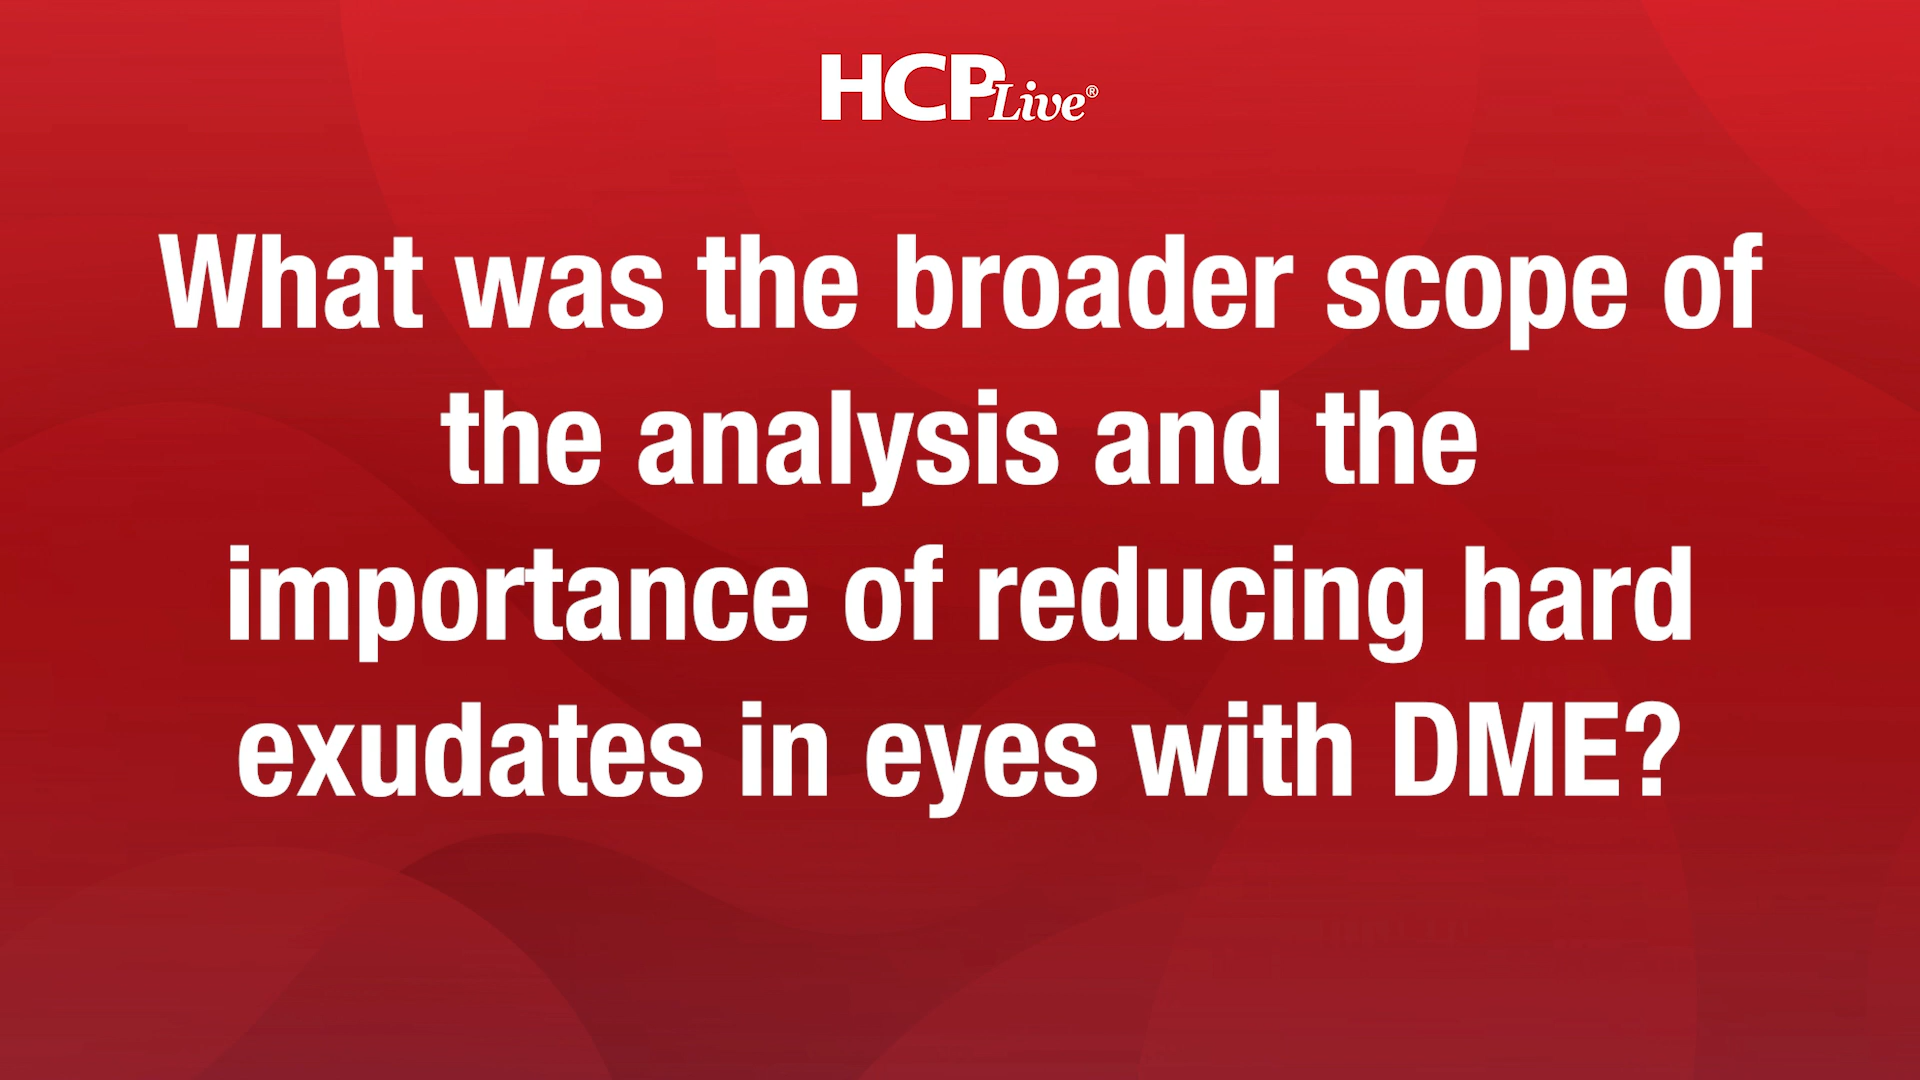 HCPLive®
What was the broader scope of
the analysis and the
importance of reducing hard
exudates in eyes with DME?